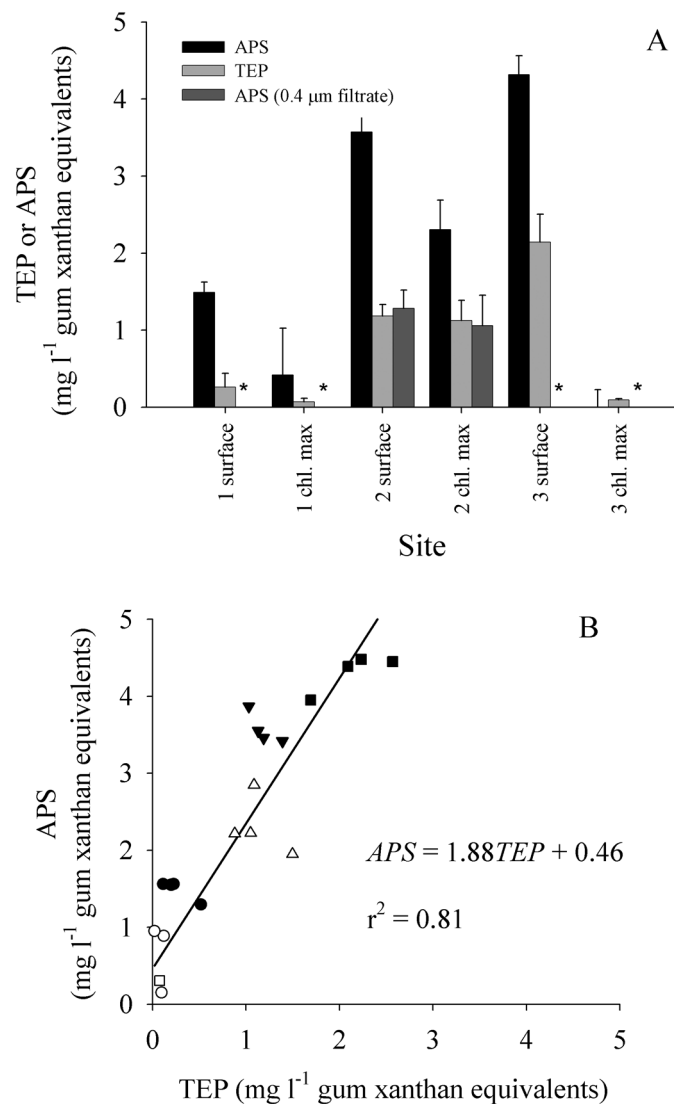 A
APS
TEP
APS (0.4 μm filtrate)
TEP or APS
(mg l⁻¹ gum xanthan equivalents)
5
4
3
2
1
0
*
*
*
*
1 surface
1 chl. max
2 surface
2 chl. max
3 surface
3 chl. max
Site
B
APS
(mg l⁻¹ gum xanthan equivalents)
5
4
3
2
1
0
APS = 1.88TEP + 0.46
r² = 0.81
0 1 2 3 4 5
TEP (mg l⁻¹ gum xanthan equivalents)